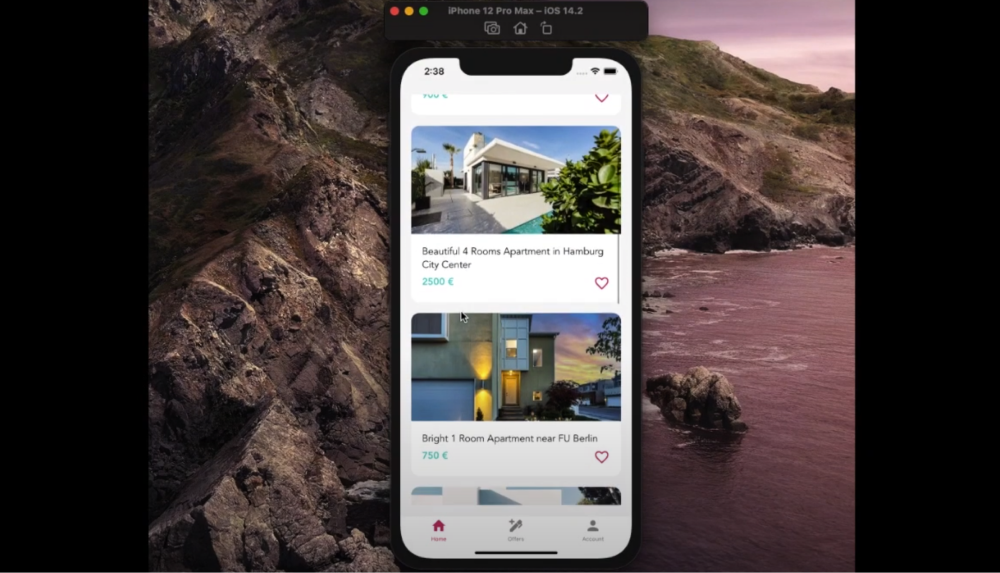 iPhone 12 Pro Max – iOS 14.2
2:38
900 €
Beautiful 4 Rooms Apartment in Hamburg
City Center
2500 €
Bright 1 Room Apartment near FU Berlin
750 €
Home
Offers
Account